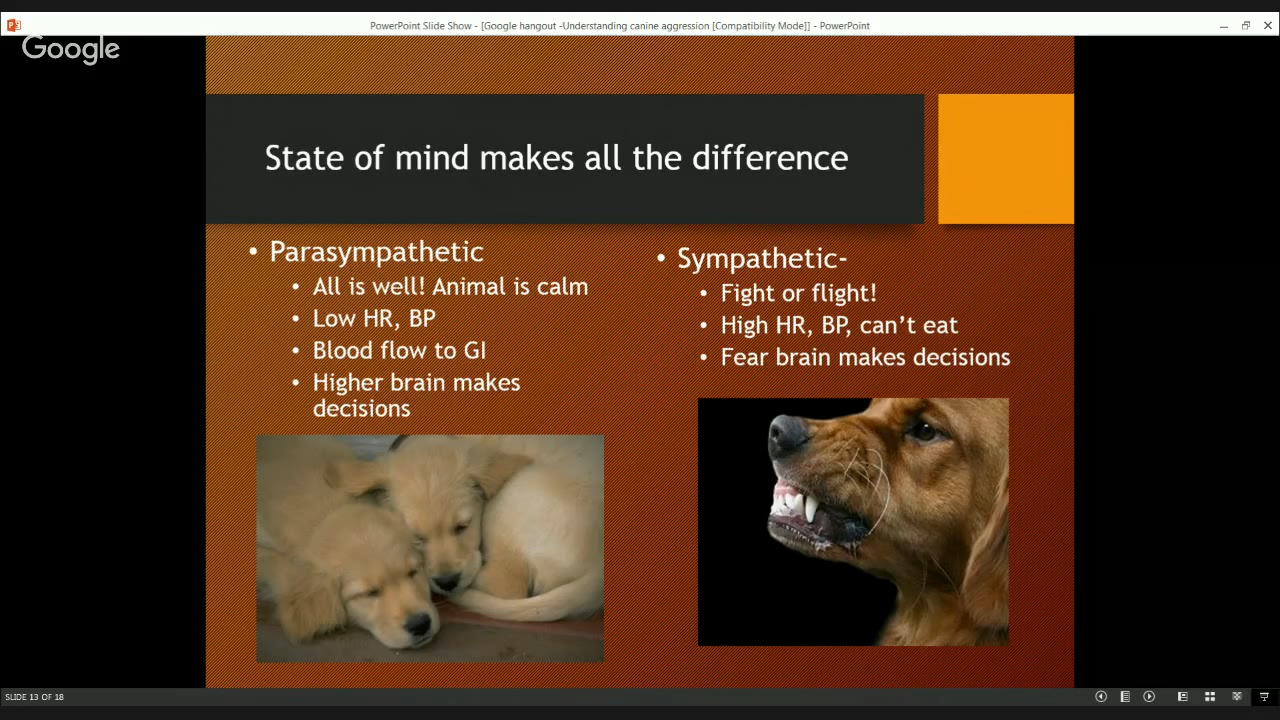 PowerPoint Slide Show - [Google hangout -Understanding canine aggression [Compatibility Mode]] - PowerPoint
Google
State of mind makes all the difference
• Parasympathetic
• All is well! Animal is calm
• Low HR, BP
• Blood flow to GI
• Higher brain makes
decisions
• Sympathetic-
• Fight or flight!
• High HR, BP, can't eat
• Fear brain makes decisions
SLIDE 13 OF 18